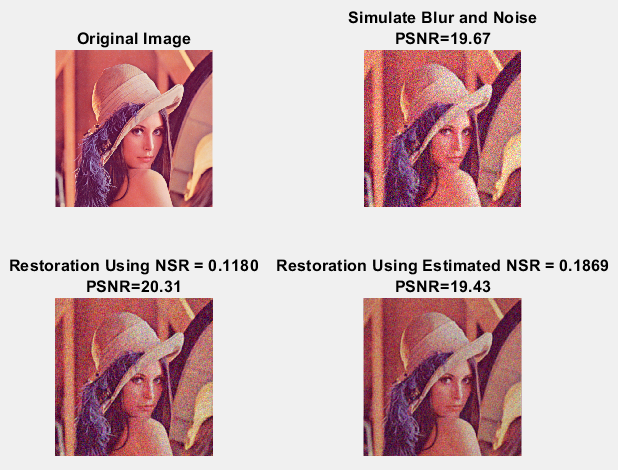 Original Image
Simulate Blur and Noise
PSNR=19.67
Restoration Using NSR = 0.1180
PSNR=20.31
Restoration Using Estimated NSR = 0.1869
PSNR=19.43